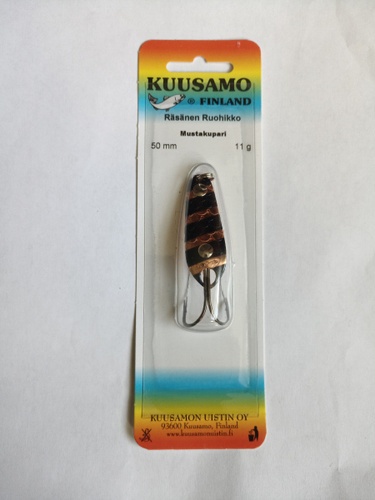 KUUSAMO
® FINLAND
Räsänen Ruohikko
Mustakupari
50 mm 11 g
KUUSAMON UISTIN OY
93600 Kuusamo, Finland
www.kuusamonuistin.fi